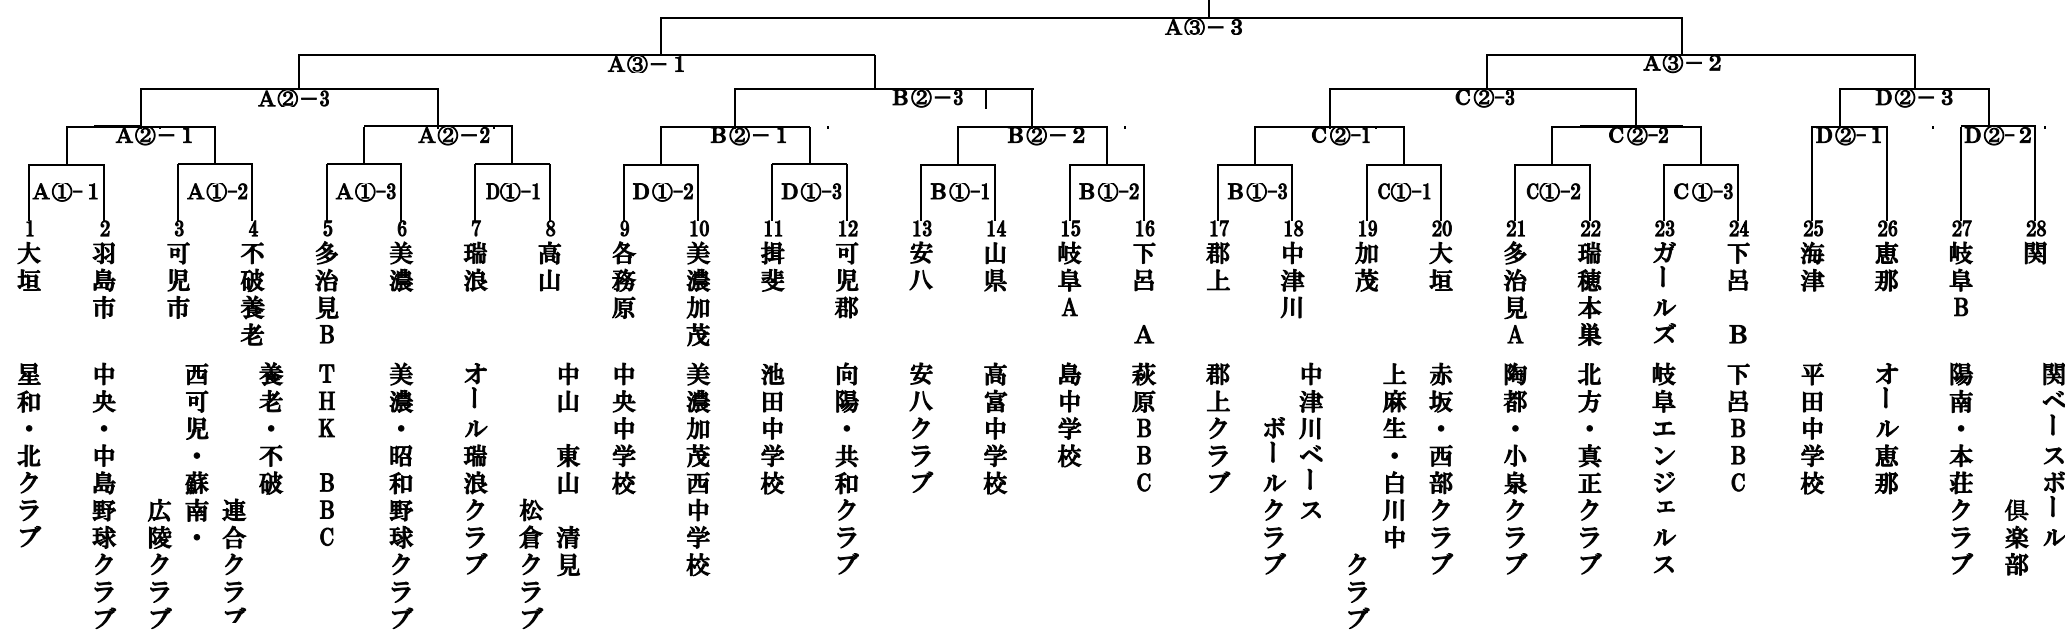 A③－3
A③－1
A③－2
A②－3
B②－3
C②-3
D②－3
A②－1
A②－2
B②－1
B②－2
C②-1
C②-2
D②-1
D②-2
A①-1
A①-2
A①-3
D①-1
D①-2
D①-3
B①-1
B①-2
B①-3
C①-1
C①-2
C①-3
1
大垣
星和・北クラブ
2
羽島市
中央・中島野球クラブ
3
可児市
西可児・蘇南・
広陵クラブ
4
不破養老
養老・不破
連合クラブ
5
多治見B
THK BBC
6
美濃
美濃・昭和野球クラブ
7
瑞浪
オール瑞浪クラブ
8
高山
中山 東山 清見
松倉クラブ
9
各務原
中央中学校
10
美濃加茂
美濃加茂西中学校
11
揖斐
池田中学校
12
可児郡
向陽・共和クラブ
13
安八
安八クラブ
14
山県
高富中学校
15
岐阜A
島中学校
16
下呂 A
萩原BBC
17
郡上
郡上クラブ
18
中津川
中津川ベース
ボールクラブ
19
加茂
上麻生・白川中
クラブ
20
大垣
赤坂・西部クラブ
21
多治見A
陶都・小泉クラブ
22
瑞穂本巣
北方・真正クラブ
23
ガールズ
岐阜エンジェルス
24
下呂 B
下呂BBC
25
海津
平田中学校
26
恵那
オール恵那
27
岐阜B
陽南・本荘クラブ
28
関
関ベースボール
倶楽部